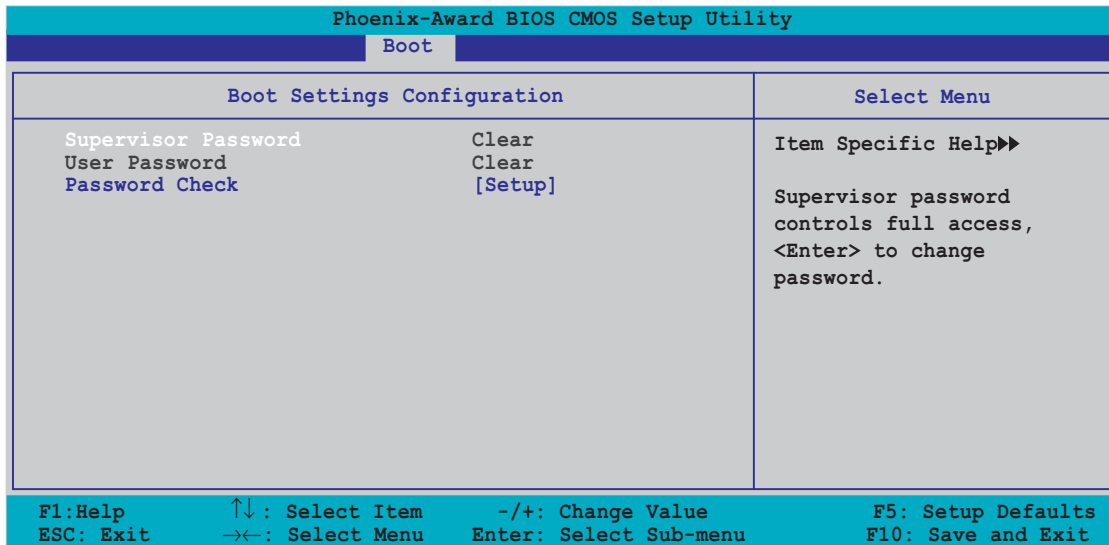 Phoenix-Award BIOS CMOS Setup Utility
Boot
Boot Settings Configuration
Select Menu
Supervisor Password Clear
User Password Clear
Password Check [Setup]
Item Specific Help▶▶
Supervisor password
controls full access,
<Enter> to change
password.
F1:Help ↑↓: Select Item -/+: Change Value F5: Setup Defaults
ESC: Exit →←: Select Menu Enter: Select Sub-menu F10: Save and Exit